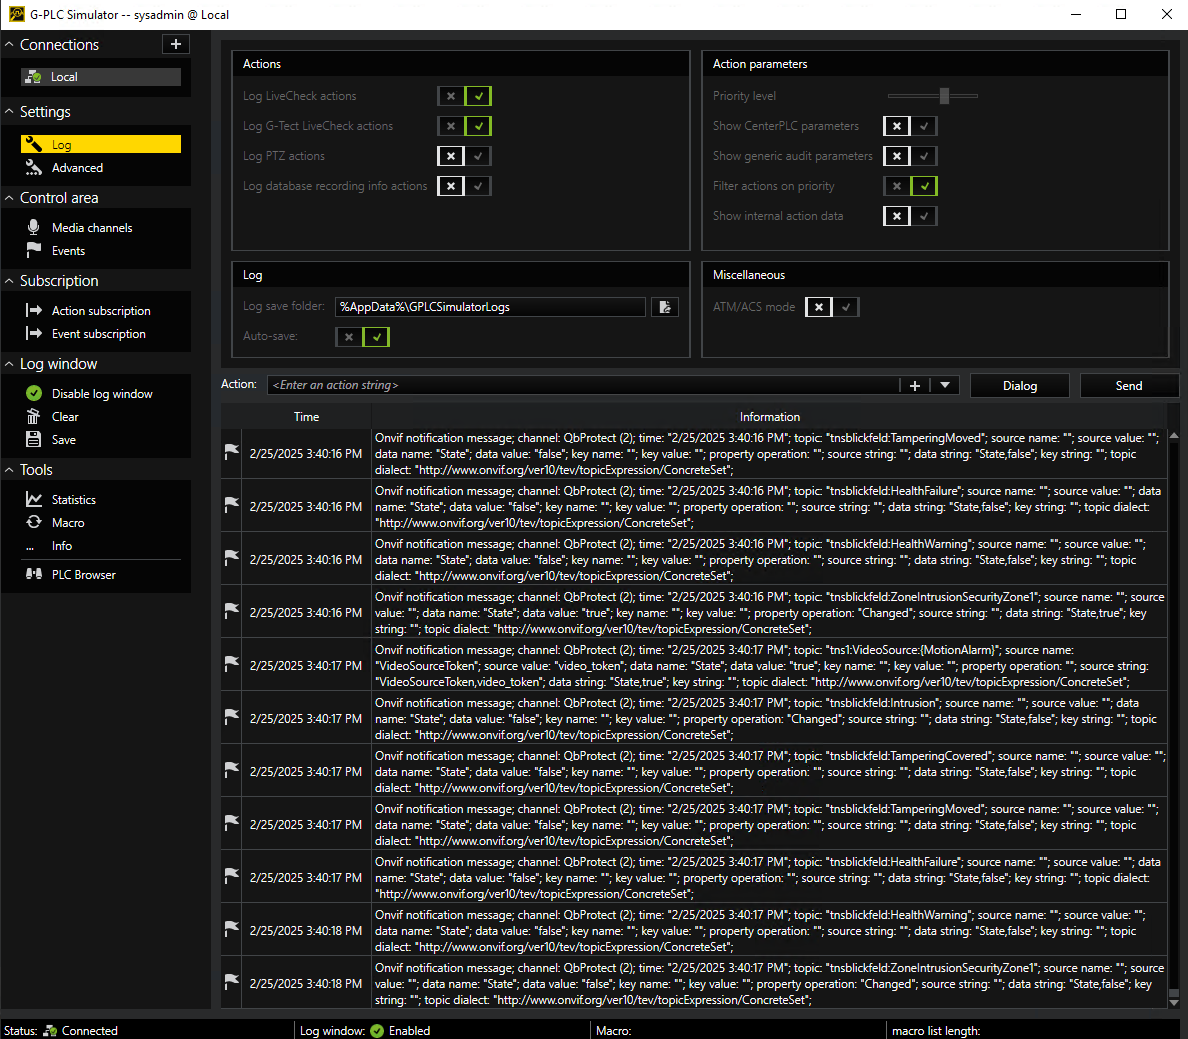 G-PLC Simulator -- sysadmin @ Local
Connections
Local
Settings
Log
Advanced
Control area
Media channels
Events
Subscription
Action subscription
Event subscription
Log window
Disable log window
Clear
Save
Tools
Statistics
Macro
... Info
PLC Browser
Actions
Log LiveCheck actions
Log G-Tect LiveCheck actions
Log PTZ actions
Log database recording info actions
Action parameters
Priority level
Show CenterPLC parameters
Show generic audit parameters
Filter actions on priority
Show internal action data
Log
Log save folder: %AppData%\GPLCSimulatorLogs
Auto-save:
Miscellaneous
ATM/ACS mode
Action: <Enter an action string> Dialog Send
Time Information
Onvif notification message; channel: QbProtect (2); time: "2/25/2025 3:40:16 PM"; topic: "tnsblickfeld:TamperingMoved"; source name: ""; source value: "";
2/25/2025 3:40:16 PM data name: "State"; data value: "false"; key name: ""; key value: ""; property operation: ""; source string: ""; data string: "State,false"; key string: ""; topic
dialect: "http://www.onvif.org/ver10/tev/topicExpression/ConcreteSet";
Onvif notification message; channel: QbProtect (2); time: "2/25/2025 3:40:16 PM"; topic: "tnsblickfeld:HealthFailure"; source name: ""; source value: ""; data
2/25/2025 3:40:16 PM name: "State"; data value: "false"; key name: ""; key value: ""; property operation: ""; source string: ""; data string: "State,false"; key string: ""; topic dialect:
"http://www.onvif.org/ver10/tev/topicExpression/ConcreteSet";
Onvif notification message; channel: QbProtect (2); time: "2/25/2025 3:40:16 PM"; topic: "tnsblickfeld:HealthWarning"; source name: ""; source value: "";
2/25/2025 3:40:16 PM data name: "State"; data value: "false"; key name: ""; key value: ""; property operation: ""; source string: ""; data string: "State,false"; key string: ""; topic
dialect: "http://www.onvif.org/ver10/tev/topicExpression/ConcreteSet";
Onvif notification message; channel: QbProtect (2); time: "2/25/2025 3:40:16 PM"; topic: "tnsblickfeld:ZoneIntrusionSecurityZone1"; source name: ""; source
2/25/2025 3:40:16 PM value: ""; data name: "State"; data value: "true"; key name: ""; key value: ""; property operation: "Changed"; source string: ""; data string: "State,true"; key
string: ""; topic dialect: "http://www.onvif.org/ver10/tev/topicExpression/ConcreteSet";
Onvif notification message; channel: QbProtect (2); time: "2/25/2025 3:40:17 PM"; topic: "tns1:VideoSource:{MotionAlarm}"; source name:
2/25/2025 3:40:17 PM "VideoSourceToken"; source value: "video_token"; data name: "State"; data value: "true"; key name: ""; key value: ""; property operation: ""; source string:
"VideoSourceToken,video_token"; data string: "State,true"; key string: ""; topic dialect: "http://www.onvif.org/ver10/tev/topicExpression/ConcreteSet";
Onvif notification message; channel: QbProtect (2); time: "2/25/2025 3:40:17 PM"; topic: "tnsblickfeld:Intrusion"; source name: ""; source value: ""; data
2/25/2025 3:40:17 PM name: "State"; data value: "false"; key name: ""; key value: ""; property operation: "Changed"; source string: ""; data string: "State,false"; key string: ""; topic
dialect: "http://www.onvif.org/ver10/tev/topicExpression/ConcreteSet";
Onvif notification message; channel: QbProtect (2); time: "2/25/2025 3:40:17 PM"; topic: "tnsblickfeld:TamperingCovered"; source name: ""; source value: "";
2/25/2025 3:40:17 PM data name: "State"; data value: "false"; key name: ""; key value: ""; property operation: ""; source string: ""; data string: "State,false"; key string: ""; topic
dialect: "http://www.onvif.org/ver10/tev/topicExpression/ConcreteSet";
Onvif notification message; channel: QbProtect (2); time: "2/25/2025 3:40:17 PM"; topic: "tnsblickfeld:TamperingMoved"; source name: ""; source value: "";
2/25/2025 3:40:17 PM data name: "State"; data value: "false"; key name: ""; key value: ""; property operation: ""; source string: ""; data string: "State,false"; key string: ""; topic
dialect: "http://www.onvif.org/ver10/tev/topicExpression/ConcreteSet";
Onvif notification message; channel: QbProtect (2); time: "2/25/2025 3:40:17 PM"; topic: "tnsblickfeld:HealthFailure"; source name: ""; source value: ""; data
2/25/2025 3:40:17 PM name: "State"; data value: "false"; key name: ""; key value: ""; property operation: ""; source string: ""; data string: "State,false"; key string: ""; topic dialect:
"http://www.onvif.org/ver10/tev/topicExpression/ConcreteSet";
Onvif notification message; channel: QbProtect (2); time: "2/25/2025 3:40:17 PM"; topic: "tnsblickfeld:HealthWarning"; source name: ""; source value: "";
2/25/2025 3:40:18 PM data name: "State"; data value: "false"; key name: ""; key value: ""; property operation: ""; source string: ""; data string: "State,false"; key string: ""; topic
dialect: "http://www.onvif.org/ver10/tev/topicExpression/ConcreteSet";
Onvif notification message; channel: QbProtect (2); time: "2/25/2025 3:40:17 PM"; topic: "tnsblickfeld:ZoneIntrusionSecurityZone1"; source name: ""; source
2/25/2025 3:40:18 PM value: ""; data name: "State"; data value: "false"; key name: ""; key value: ""; property operation: "Changed"; source string: ""; data string: "State,false"; key
string: ""; topic dialect: "http://www.onvif.org/ver10/tev/topicExpression/ConcreteSet";
Status: Connected Log window: Enabled Macro: macro list length: